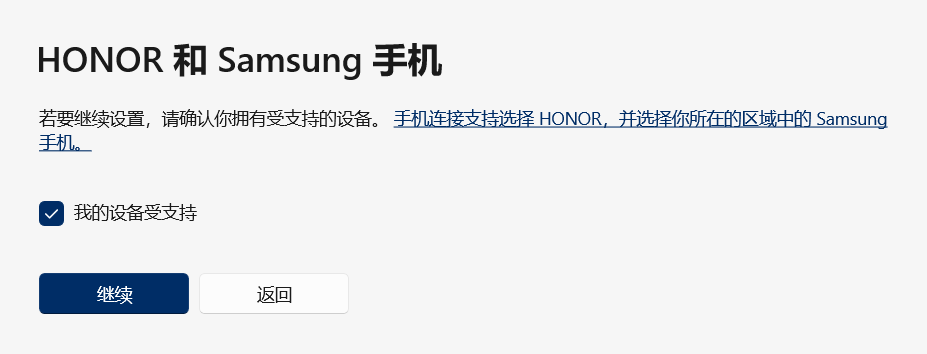 HONOR 和 Samsung 手机
若要继续设置，请确认你拥有受支持的设备。 手机连接支持选择 HONOR，并选择你所在的区域中的 Samsung
手机。
我的设备受支持
继续 返回